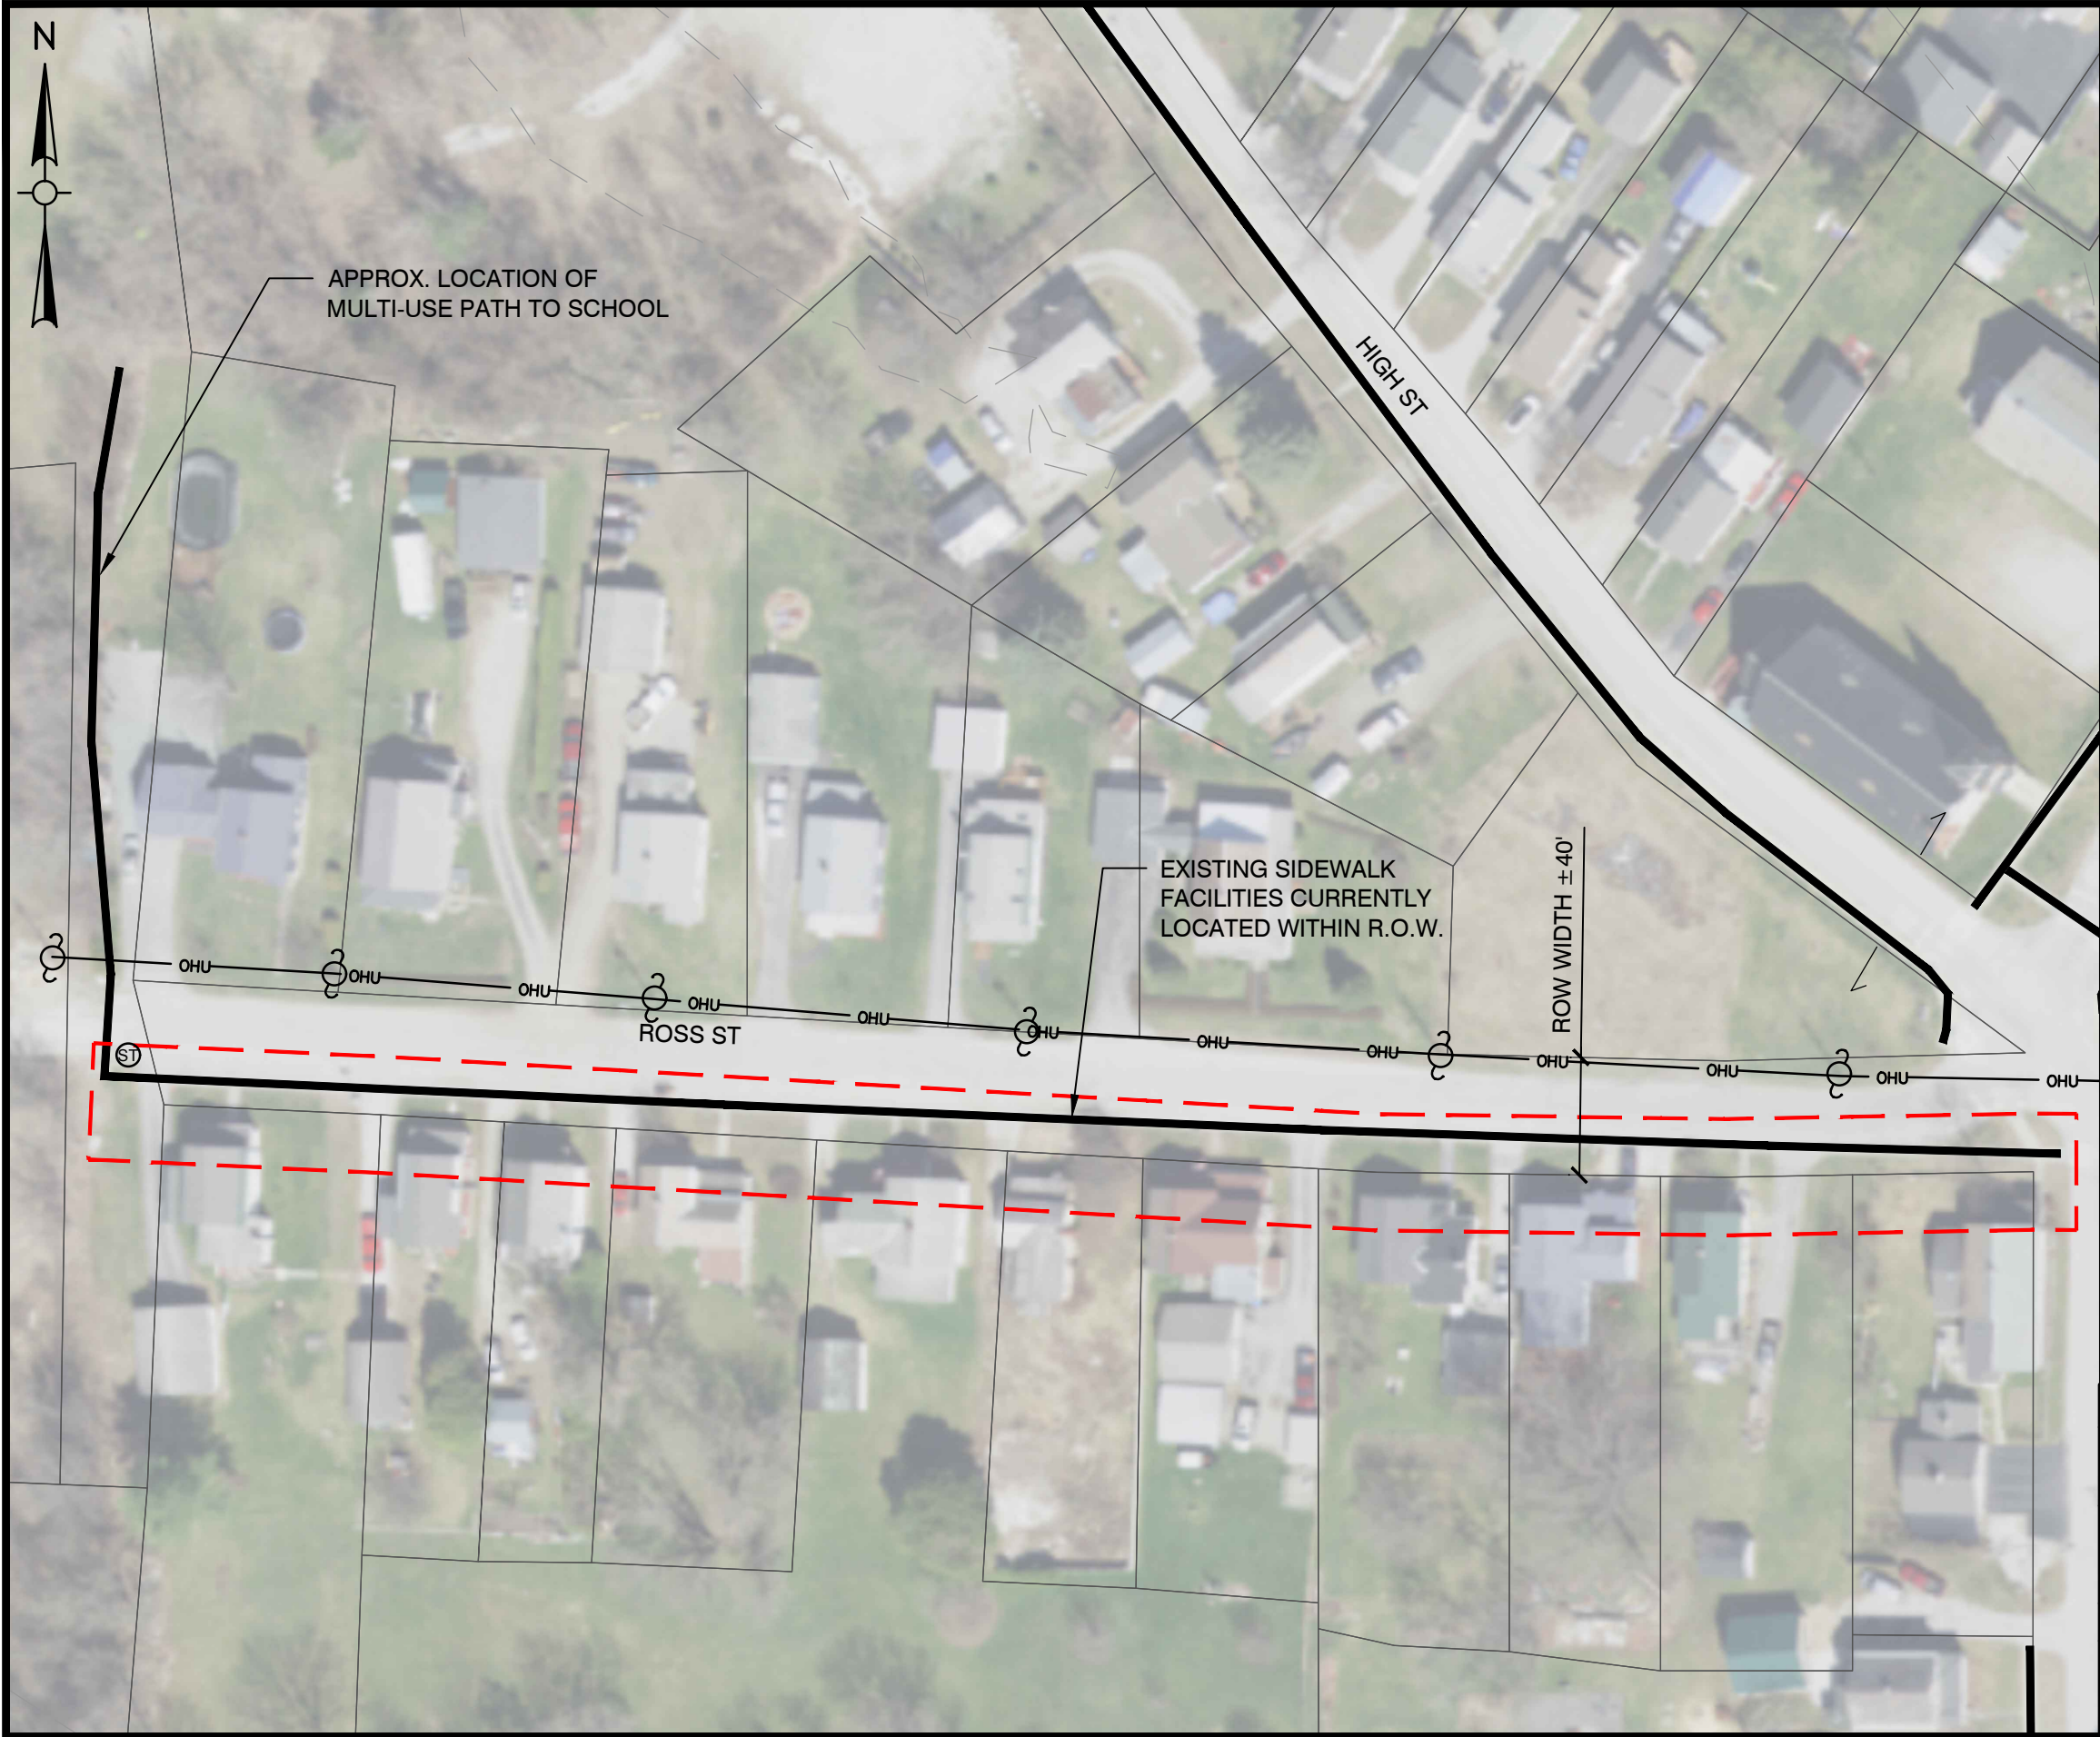 N
APPROX. LOCATION OF
MULTI-USE PATH TO SCHOOL
HIGH ST
EXISTING SIDEWALK
FACILITIES CURRENTLY
LOCATED WITHIN R.O.W.
ROW WIDTH ±40'
OHU
OHU
OHU
OHU
OHU
OHU
OHU
OHU
OHU
OHU
OHU
OHU
ROSS ST
ST